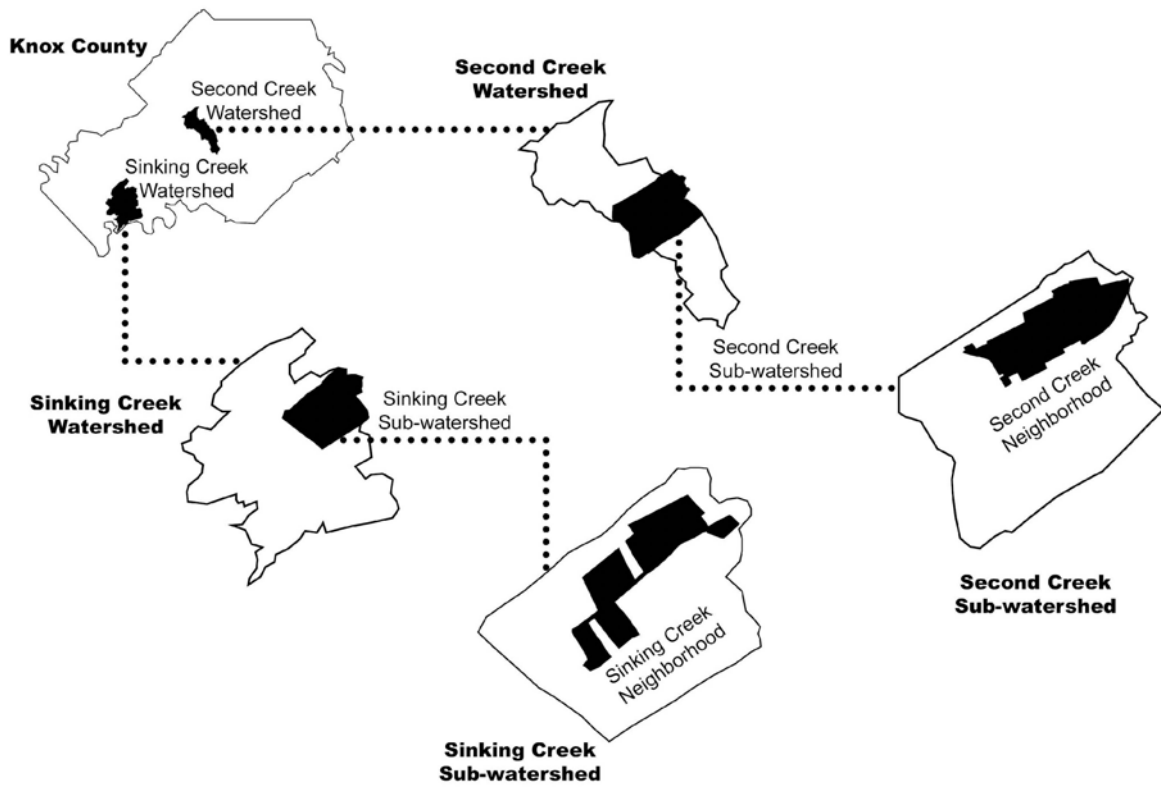 Knox County
Second Creek
Watershed
Sinking Creek
Watershed
Second Creek
Watershed
Second Creek
Sub-watershed
Second Creek
Neighborhood
Second Creek
Sub-watershed
Sinking Creek
Watershed
Sinking Creek
Sub-watershed
Sinking Creek
Neighborhood
Sinking Creek
Sub-watershed